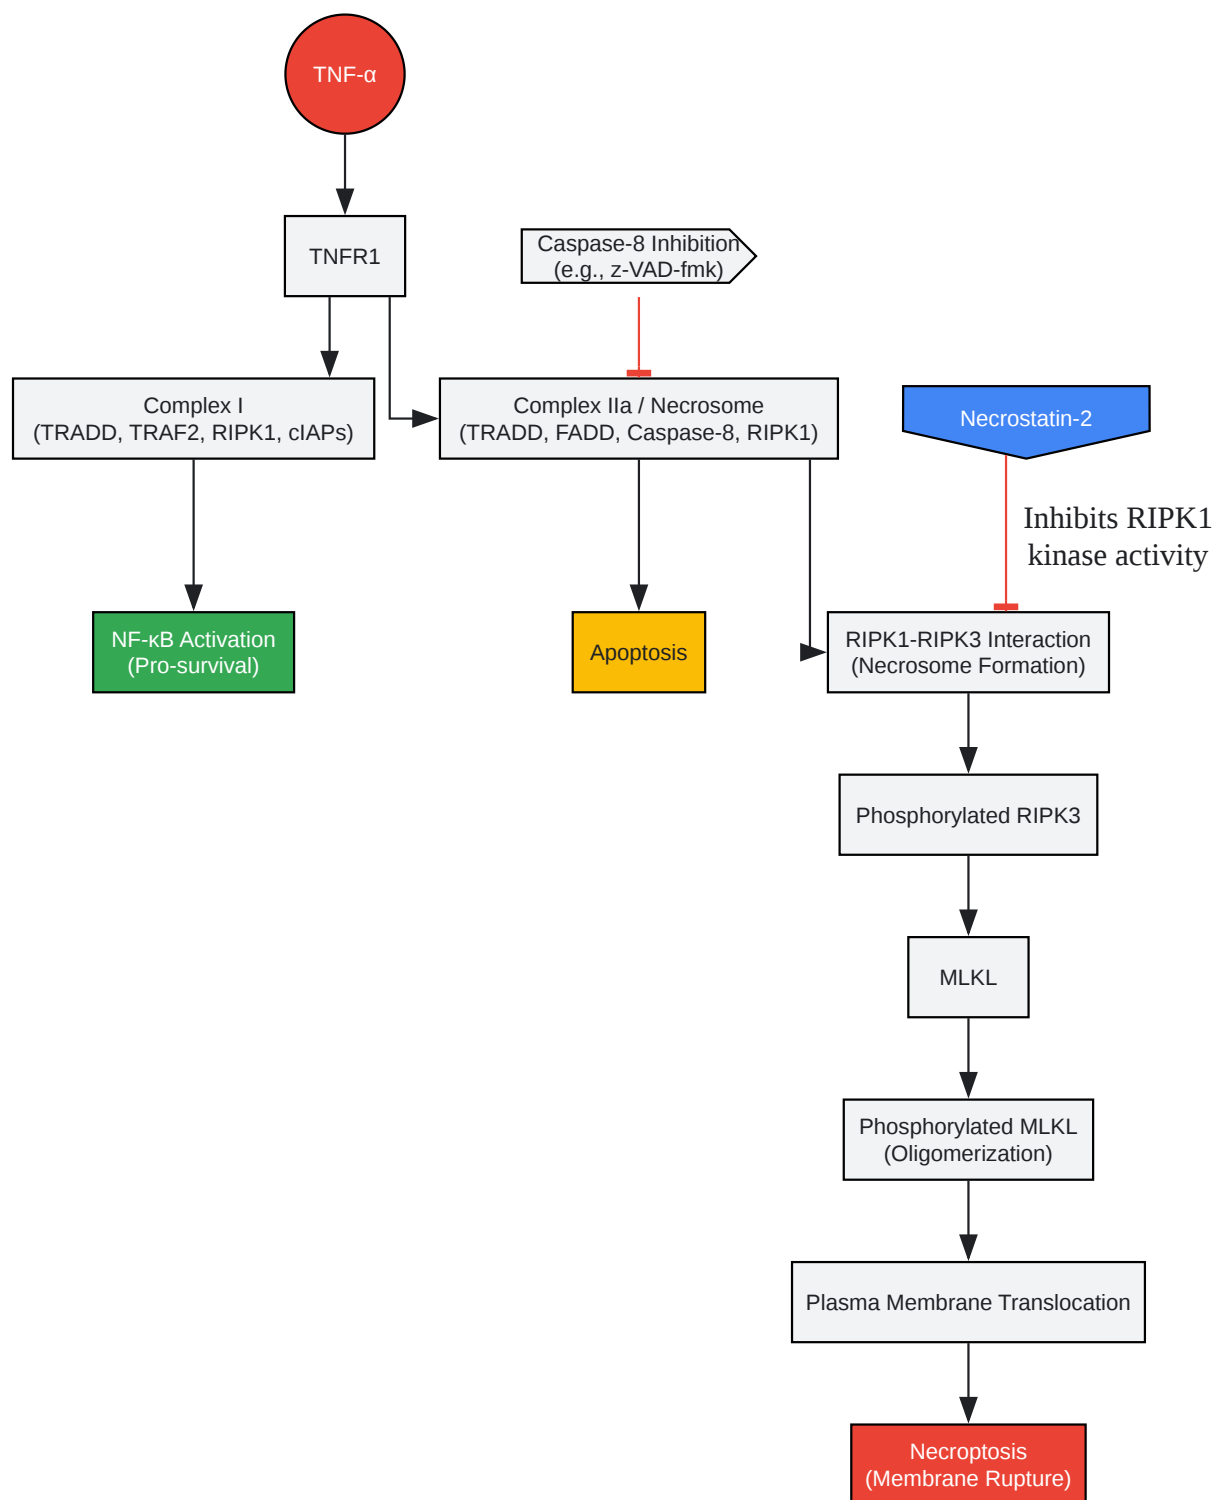 TNF-α
TNFR1
Caspase-8 Inhibition
(e.g., z-VAD-fmk)
Complex I
(TRADD, TRAF2, RIPK1, cIAPs)
Complex IIa / Necrosome
(TRADD, FADD, Caspase-8, RIPK1)
Necrostatin-2
Inhibits RIPK1
kinase activity
NF-κB Activation
(Pro-survival)
Apoptosis
RIPK1-RIPK3 Interaction
(Necrosome Formation)
Phosphorylated RIPK3
MLKL
Phosphorylated MLKL
(Oligomerization)
Plasma Membrane Translocation
Necroptosis
(Membrane Rupture)